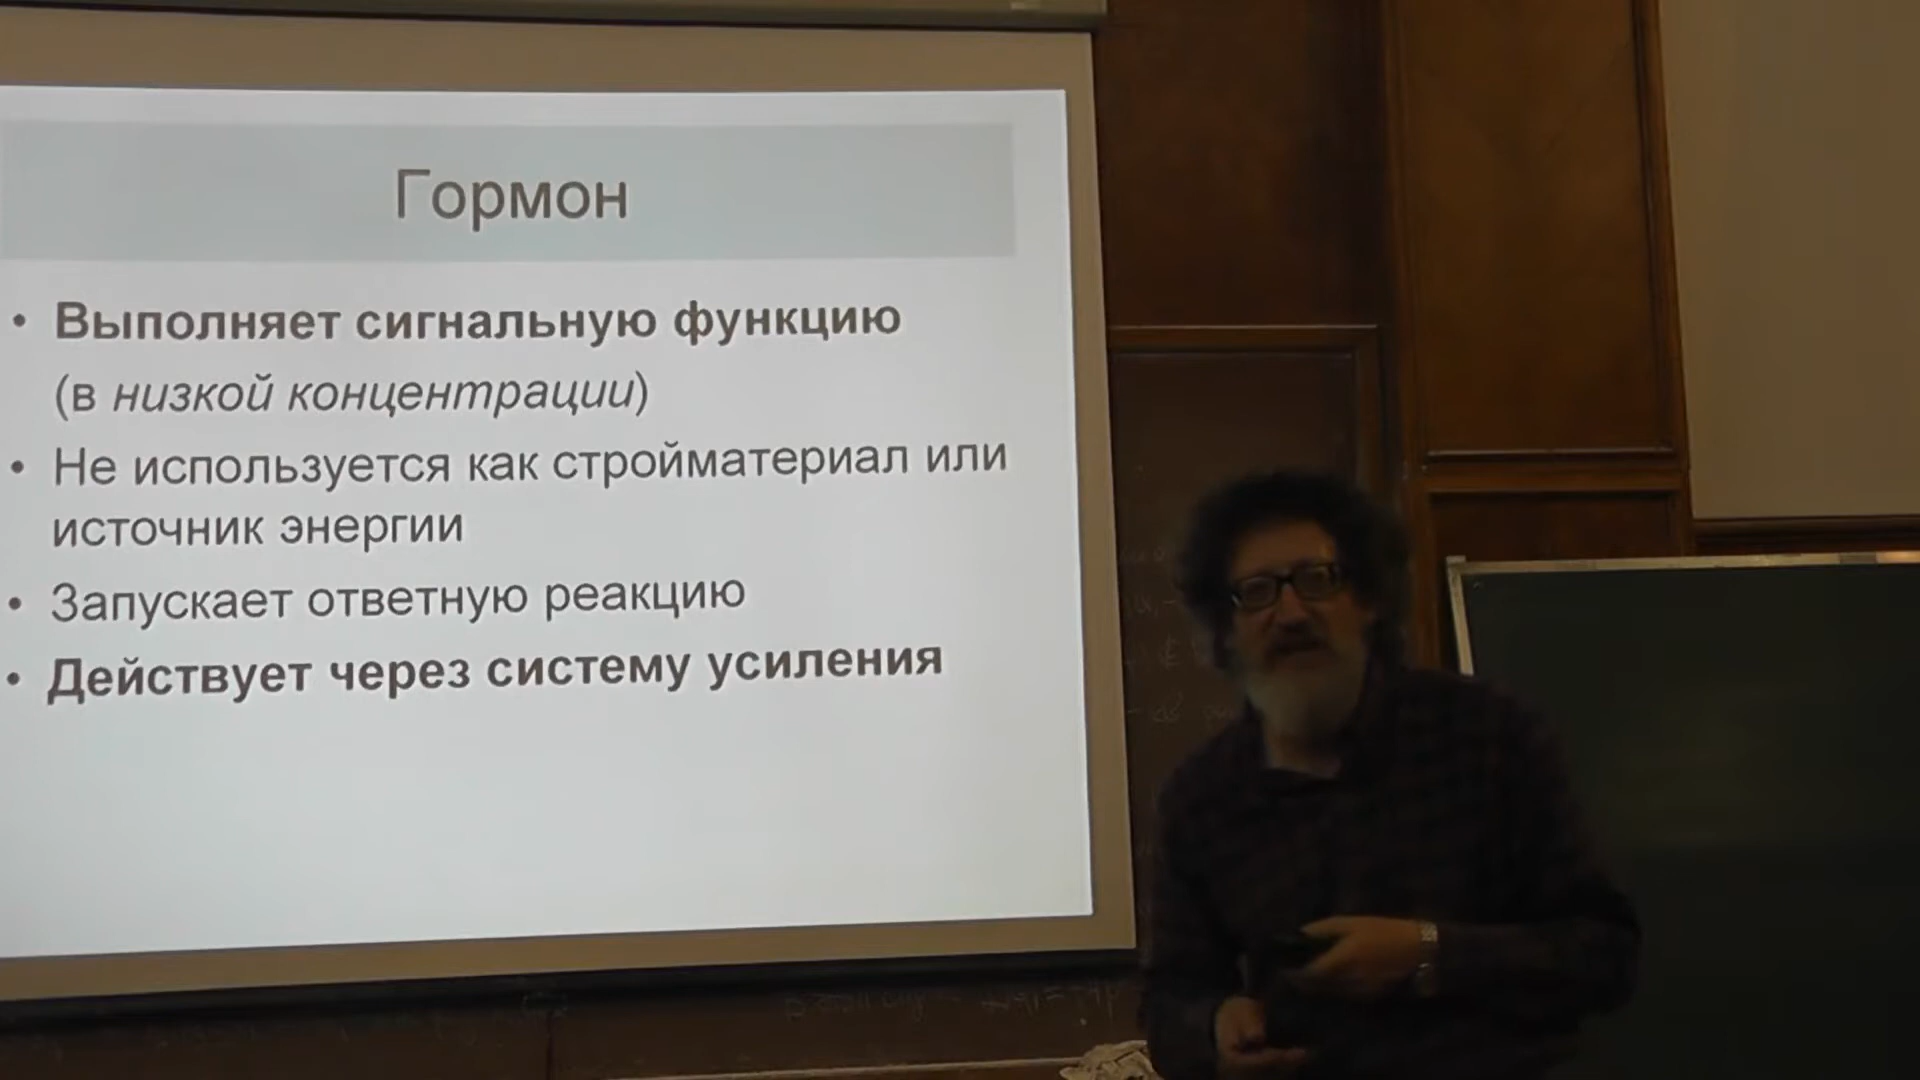 Гормон
• Выполняет сигнальную функцию
(в низкой концентрации)
• Не используется как стройматериал или
источник энергии
• Запускает ответную реакцию
• Действует через систему усиления